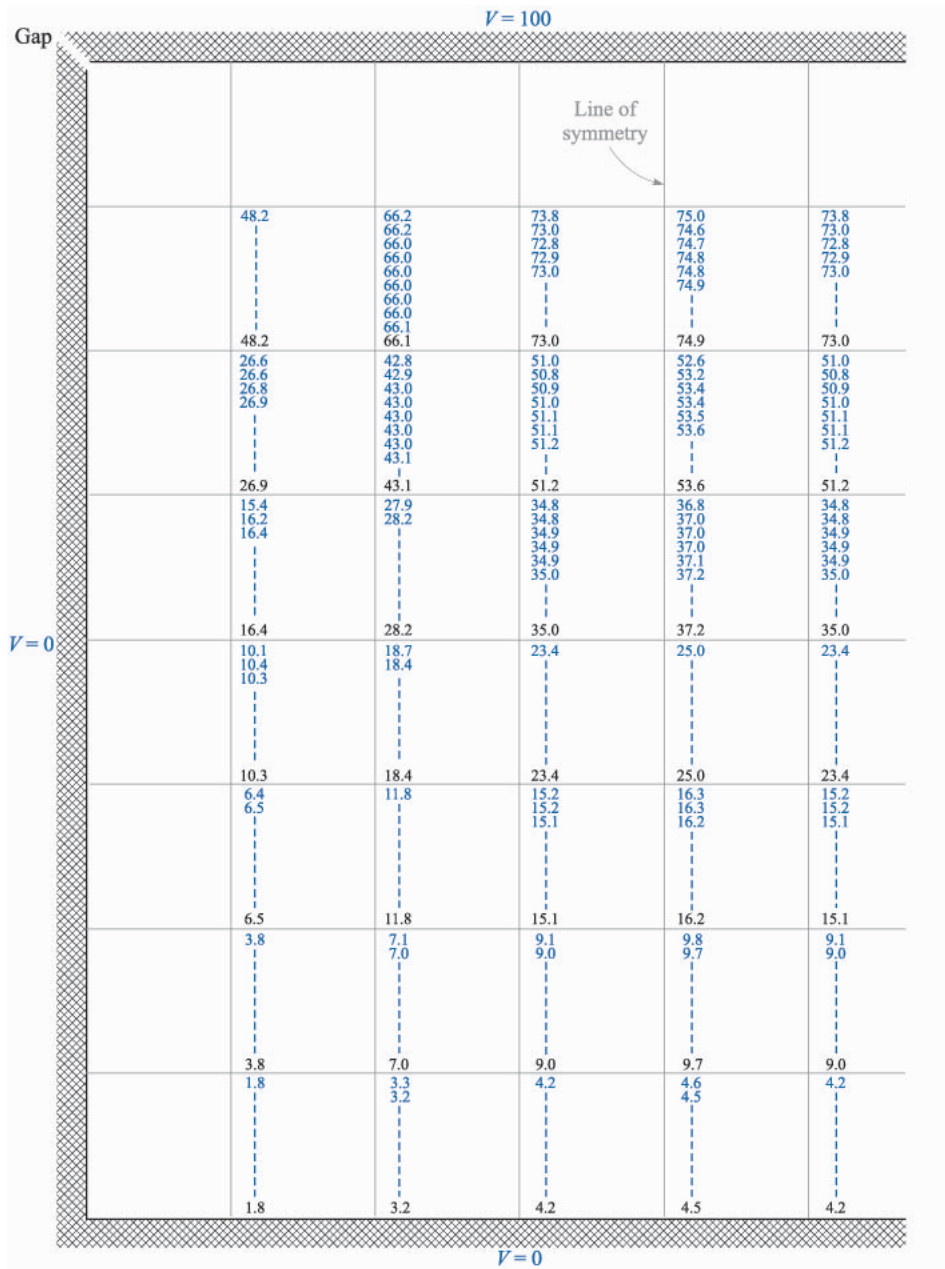 V = 100
Gap
Line of
symmetry
48.2 66.2 73.8 75.0 73.8
66.2 73.0 74.6 73.0
66.0 72.8 74.7 72.8
66.0 72.9 74.8 72.9
66.0 73.0 74.8 73.0
66.0 74.9
66.0
66.0
66.1
48.2 66.1 73.0 74.9 73.0
26.6 42.8 51.0 52.6 51.0
26.6 42.9 50.8 53.2 50.8
26.8 43.0 50.9 53.4 50.9
26.9 43.0 51.0 53.4 51.0
43.0 51.1 53.5 51.1
43.0 51.1 53.6 51.1
43.0 51.2 51.2
43.1
26.9 43.1 51.2 53.6 51.2
15.4 27.9 34.8 36.8 34.8
16.2 28.2 34.8 37.0 34.8
16.4 34.9 37.0 34.9
34.9 37.0 34.9
34.9 37.1 34.9
35.0 37.2 35.0
16.4 28.2 35.0 37.2 35.0
V = 0
10.1 18.7 23.4 25.0 23.4
10.4 18.4
10.3
10.3 18.4 23.4 25.0 23.4
6.4 11.8 15.2 16.3 15.2
6.5 15.2 16.3 15.2
15.1 16.2 15.1
6.5 11.8 15.1 16.2 15.1
3.8 7.1 9.1 9.8 9.1
7.0 9.0 9.7 9.0
3.8 7.0 9.0 9.7 9.0
1.8 3.3 4.2 4.6 4.2
3.2 4.5
1.8 3.2 4.2 4.5 4.2
V = 0